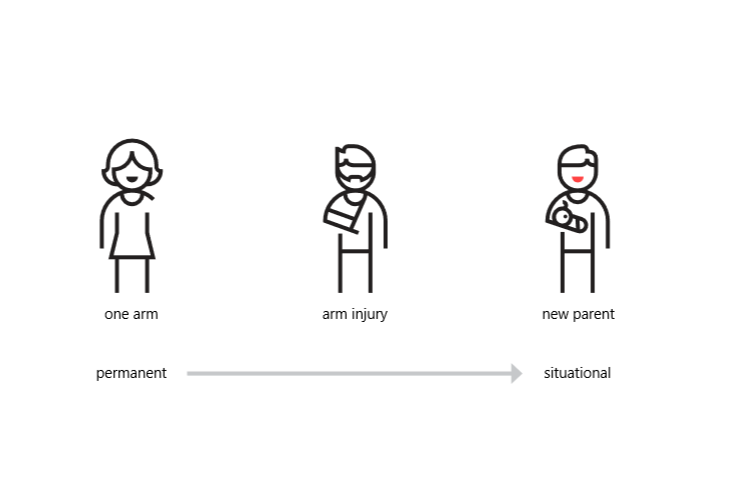 one arm
arm injury
new parent
permanent
situational